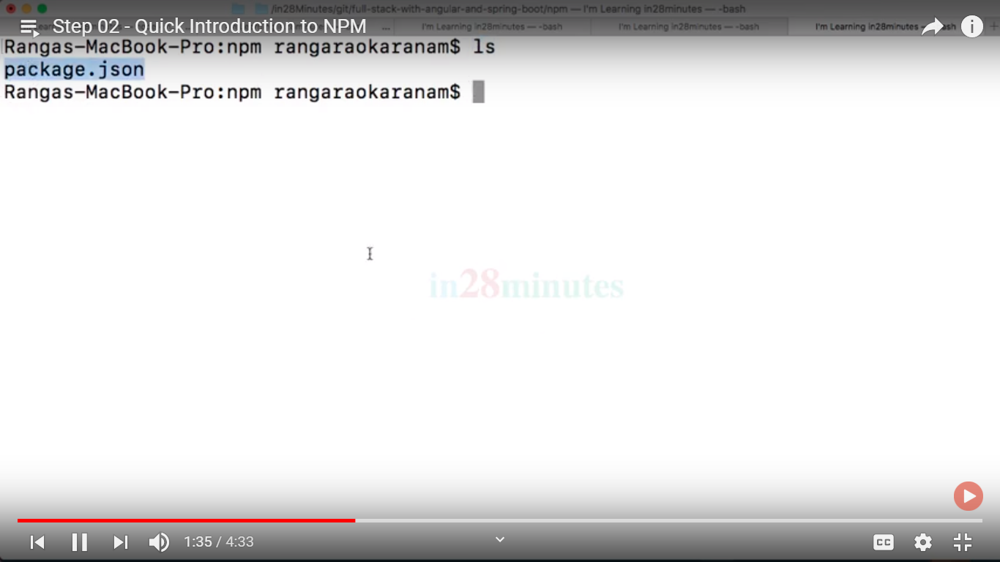 /in28Minutes/git/full-stack-with-angular-and-spring-boot/npm — I'm Learning in28minutes — -bash
Step 02 - Quick Introduction to NPM
... I'm Learning in28minutes — -bash
I'm Learning in28minutes — -bash
I'm Learning in28minutes
Rangas-MacBook-Pro:npm rangaraokaranam$ ls
package.json
Rangas-MacBook-Pro:npm rangaraokaranam$
in28minutes
1:35 / 4:33
CC